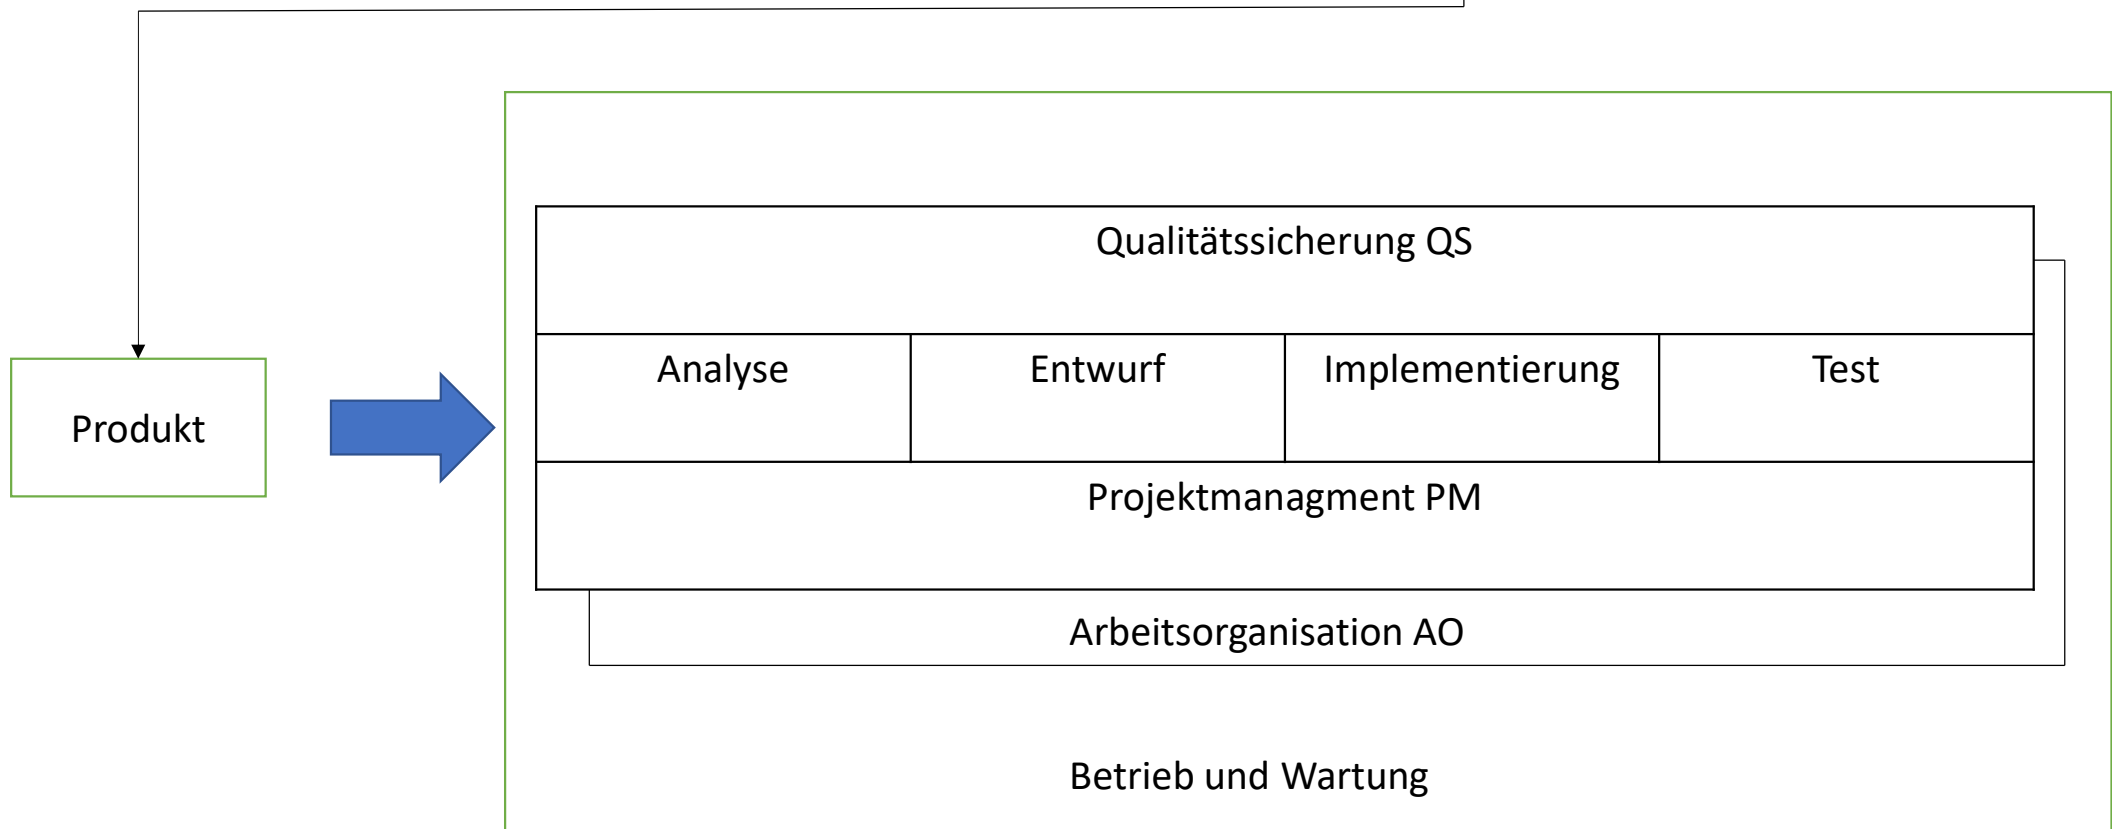 Qualitätssicherung QS
Analyse
Entwurf
Implementierung
Test
Produkt
Projektmanagment PM
Arbeitsorganisation AO
Betrieb und Wartung